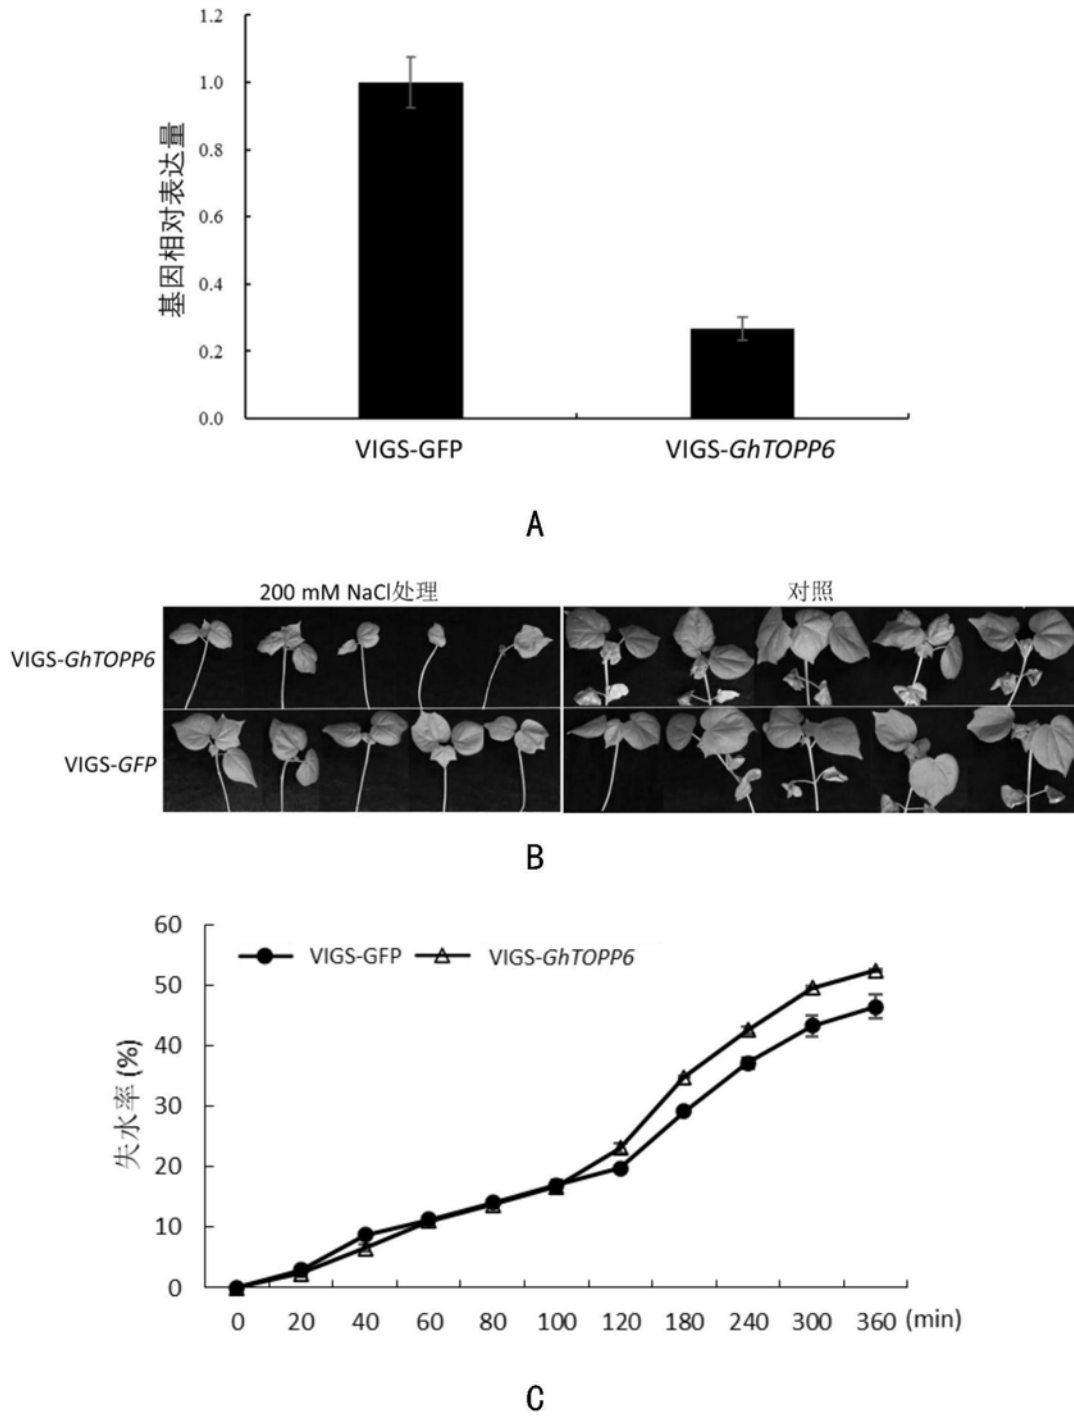 1.2
1.0
0.8
0.6
0.4
0.2
0.0
基因相对表达量
VIGS-GFP VIGS-GhTOPP6
A
200 mM NaCl处理 对照
VIGS-GhTOPP6
VIGS-GFP
B
60
50
40
30
20
10
0
失水率 (%)
VIGS-GFP VIGS-GhTOPP6
0 20 40 60 80 100 120 180 240 300 360 (min)
C